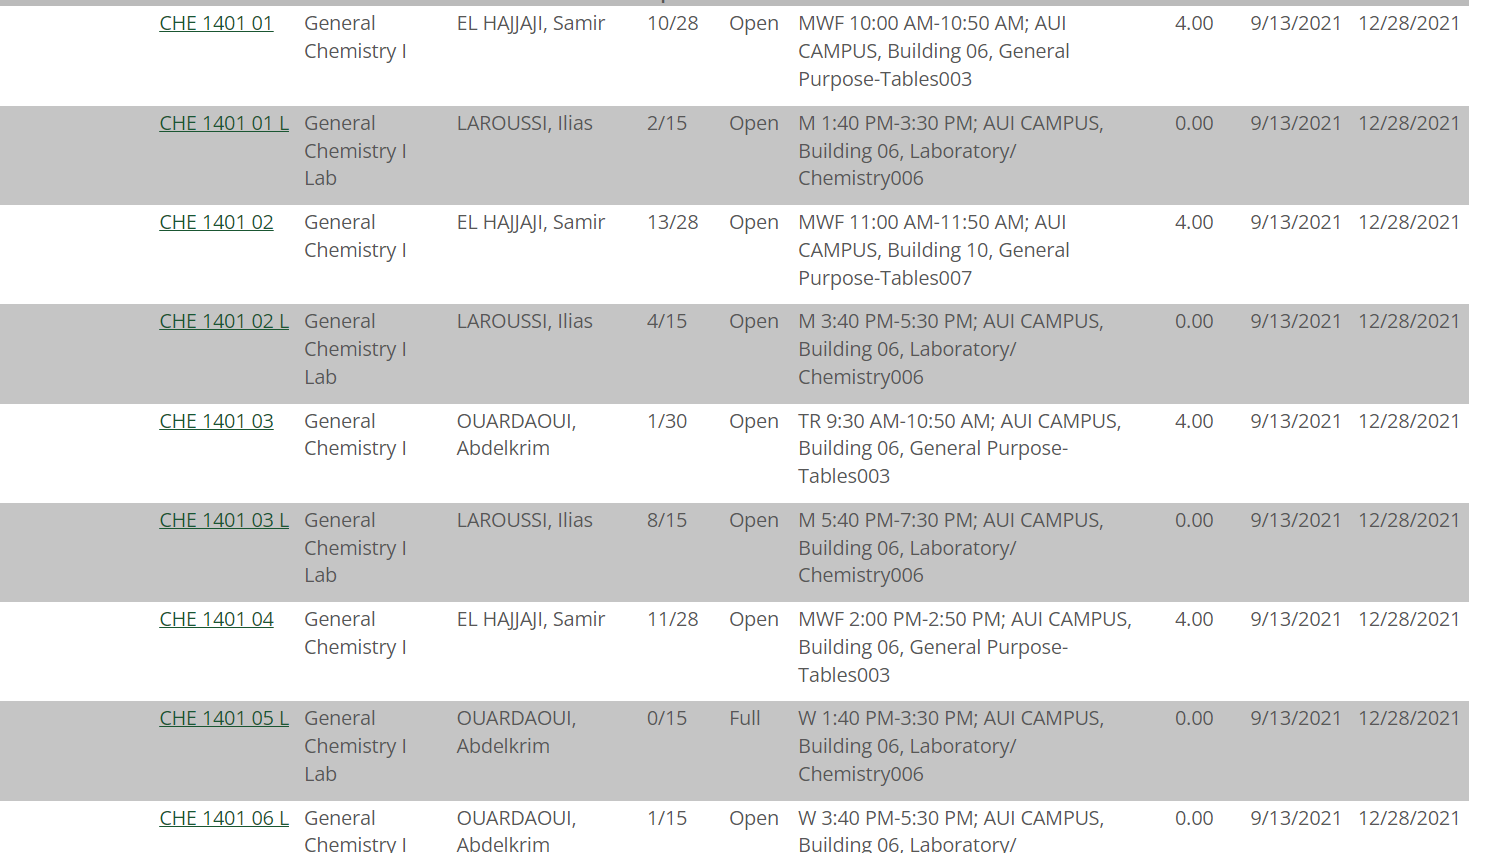 CHE 1401 01 General EL HAJJAJI, Samir 10/28 Open MWF 10:00 AM-10:50 AM; AUI 4.00 9/13/2021 12/28/2021
Chemistry I CAMPUS, Building 06, General
Purpose-Tables003
CHE 1401 01 L General LAROUSSI, Ilias 2/15 Open M 1:40 PM-3:30 PM; AUI CAMPUS, 0.00 9/13/2021 12/28/2021
Chemistry I Building 06, Laboratory/
Lab Chemistry006
CHE 1401 02 General EL HAJJAJI, Samir 13/28 Open MWF 11:00 AM-11:50 AM; AUI 4.00 9/13/2021 12/28/2021
Chemistry I CAMPUS, Building 10, General
Purpose-Tables007
CHE 1401 02 L General LAROUSSI, Ilias 4/15 Open M 3:40 PM-5:30 PM; AUI CAMPUS, 0.00 9/13/2021 12/28/2021
Chemistry I Building 06, Laboratory/
Lab Chemistry006
CHE 1401 03 General OUARDAOUI, 1/30 Open TR 9:30 AM-10:50 AM; AUI CAMPUS, 4.00 9/13/2021 12/28/2021
Chemistry I Abdelkrim Building 06, General Purpose-
Tables003
CHE 1401 03 L General LAROUSSI, Ilias 8/15 Open M 5:40 PM-7:30 PM; AUI CAMPUS, 0.00 9/13/2021 12/28/2021
Chemistry I Building 06, Laboratory/
Lab Chemistry006
CHE 1401 04 General EL HAJJAJI, Samir 11/28 Open MWF 2:00 PM-2:50 PM; AUI CAMPUS, 4.00 9/13/2021 12/28/2021
Chemistry I Building 06, General Purpose-
Tables003
CHE 1401 05 L General OUARDAOUI, 0/15 Full W 1:40 PM-3:30 PM; AUI CAMPUS, 0.00 9/13/2021 12/28/2021
Chemistry I Abdelkrim Building 06, Laboratory/
Lab Chemistry006
CHE 1401 06 L General OUARDAOUI, 1/15 Open W 3:40 PM-5:30 PM; AUI CAMPUS, 0.00 9/13/2021 12/28/2021
Chemistry I Abdelkrim Building 06, Laboratory/